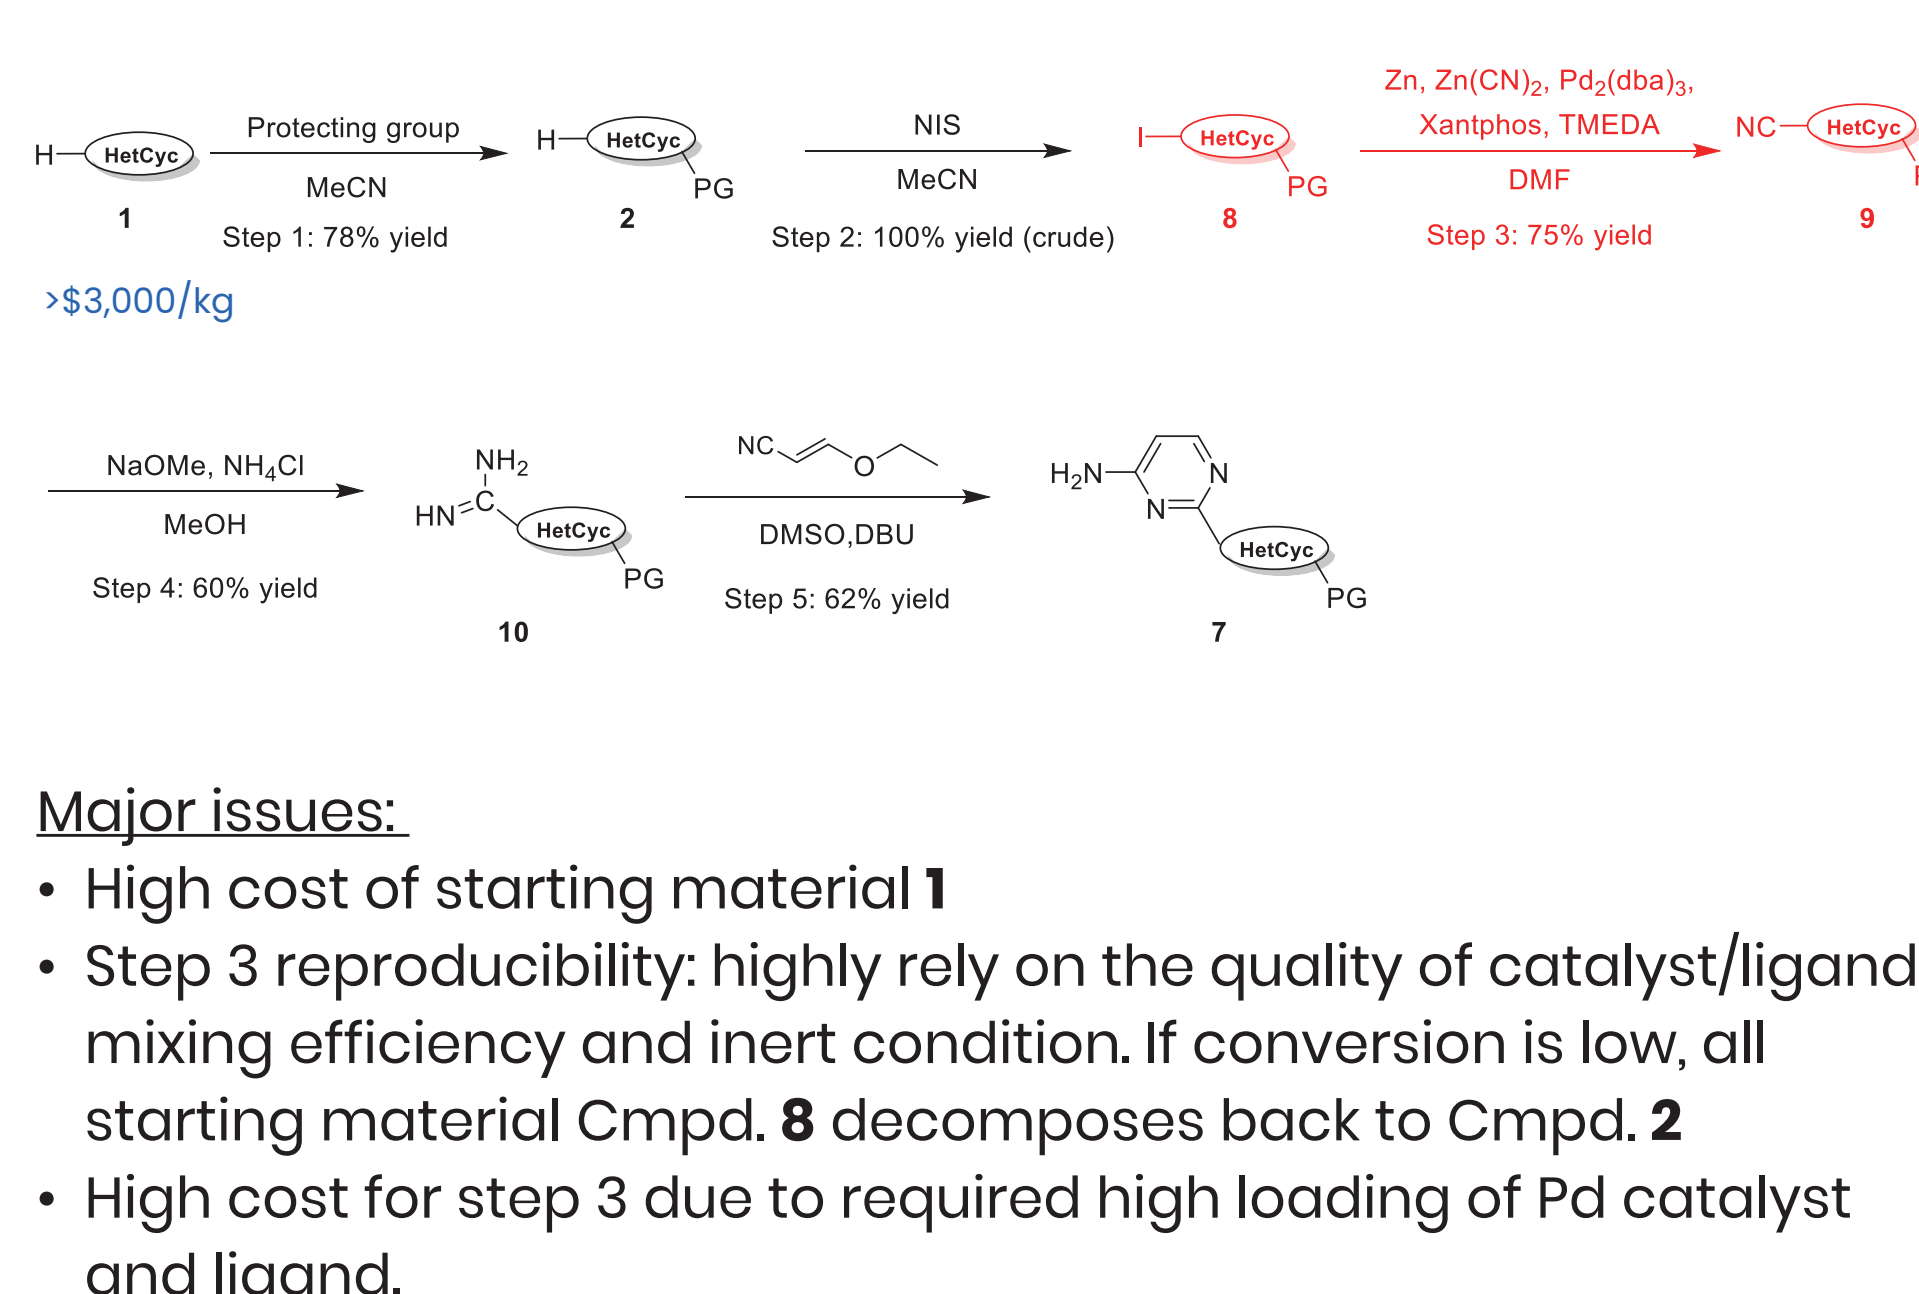 Zn, Zn(CN)2, Pd2(dba)3,
Protecting group
NIS
Xantphos, TMEDA
H HetCyc
H HetCyc
I HetCyc
NC HetCyc
MeCN
PG
MeCN
PG
DMF
1
2
8
9
Step 1: 78% yield
Step 2: 100% yield (crude)
Step 3: 75% yield
>$3,000/kg
NC
O
NaOMe, NH4Cl
NH2
H2N
N
N
HN
C
HetCyc
MeOH
DMSO,DBU
HetCyc
Step 4: 60% yield
PG
Step 5: 62% yield
PG
10
7
Major issues:
• High cost of starting material 1
• Step 3 reproducibility: highly rely on the quality of catalyst/ligand
mixing efficiency and inert condition. If conversion is low, all
starting material Cmpd. 8 decomposes back to Cmpd. 2
• High cost for step 3 due to required high loading of Pd catalyst
and ligand.